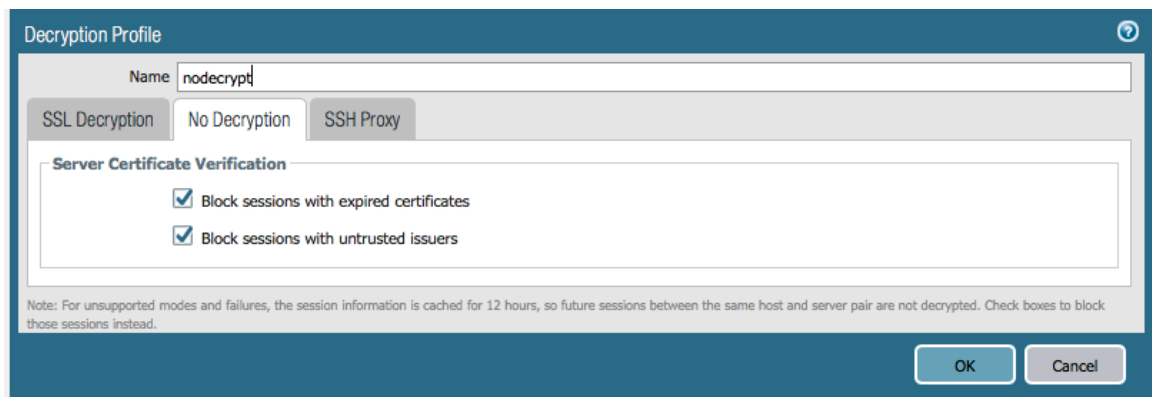 Decryption Profile
Name nodecrypt
SSL Decryption No Decryption SSH Proxy
Server Certificate Verification
Block sessions with expired certificates
Block sessions with untrusted issuers
Note: For unsupported modes and failures, the session information is cached for 12 hours, so future sessions between the same host and server pair are not decrypted. Check boxes to block
those sessions instead.
OK Cancel